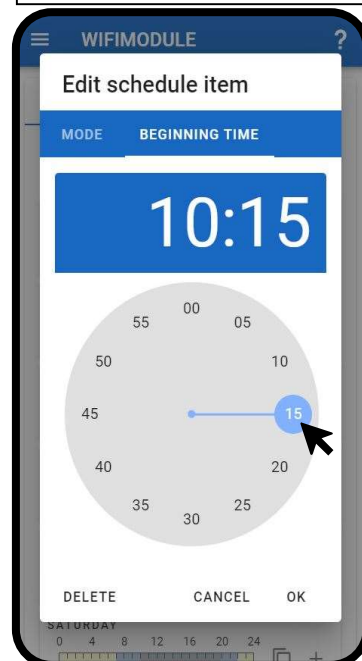 WIFIMODULE ?
Edit schedule item
MODE BEGINNING TIME
10:15
00
55 05
50 10
45 15
40 20
35 25
30
DELETE CANCEL OK
SATURDAY
0 4 8 12 16 20 24